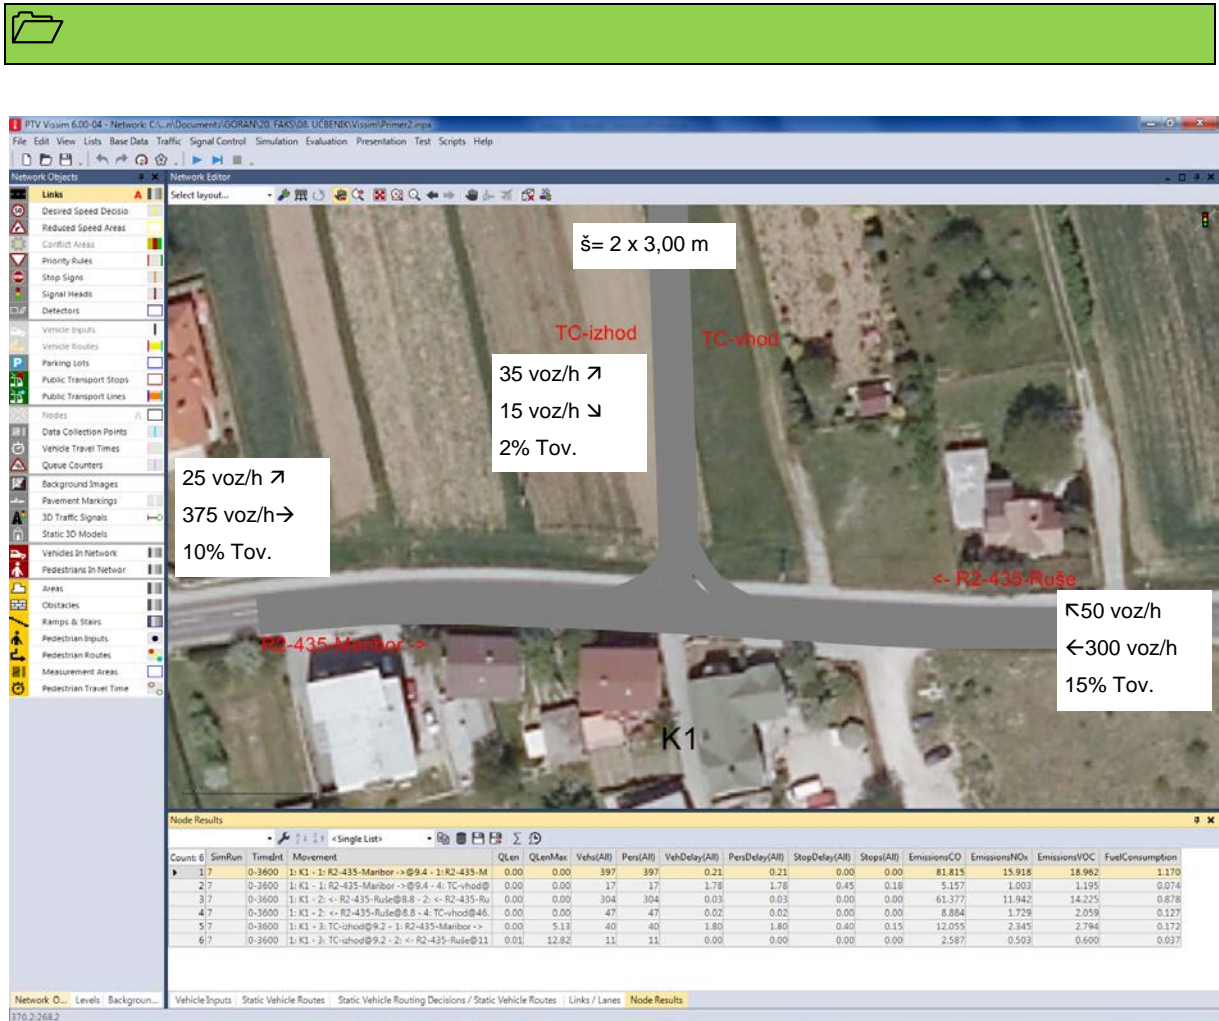 PTV Vissim 6.00-04 - Network: C:\...n\Documents\GORAN\20. FAKS\08. UČBENIK\Vissim\Primer2.inpx
File Edit View Lists Base Data Traffic Signal Control Simulation Evaluation Presentation Test Scripts Help
Network Objects
Network Editor
Links A
Select layout...
Desired Speed Decisio
Reduced Speed Areas
Conflict Areas
Priority Rules
Stop Signs
Signal Heads
Detectors
Vehicle Inputs
Vehicle Routes
Parking Lots
Public Transport Stops
Public Transport Lines
Nodes A
Data Collection Points
Vehicle Travel Times
Queue Counters
Background Images
Pavement Markings
3D Traffic Signals
Static 3D Models
Vehicles In Network
Pedestrians In Networ
Areas
Obstacles
Ramps & Stairs
Pedestrian Inputs
Pedestrian Routes
Measurement Areas
Pedestrian Travel Time
š= 2 x 3,00 m
TC-izhod
TC-vhod
35 voz/h ↗
15 voz/h ↘
2% Tov.
25 voz/h ↗
375 voz/h→
10% Tov.
<- R2-435-Ruše
↖50 voz/h
←300 voz/h
15% Tov.
R2-435-Maribor ->
K1
Node Results
<Single List>
Count: 6 SimRun TimeInt Movement QLen QLenMax Vehs(All) Pers(All) VehDelay(All) PersDelay(All) StopDelay(All) Stops(All) EmissionsCO EmissionsNOx EmissionsVOC FuelConsumption
1 7 0-3600 1: K1 - 1: R2-435-Maribor ->@9.4 - 1: R2-435-M 0.00 0.00 397 397 0.21 0.21 0.00 0.00 81.815 15.918 18.962 1.170
2 7 0-3600 1: K1 - 1: R2-435-Maribor ->@9.4 - 4: TC-vhod@ 0.00 0.00 17 17 1.78 1.78 0.45 0.18 5.157 1.003 1.195 0.074
3 7 0-3600 1: K1 - 2: <- R2-435-Ruše@8.8 - 2: <- R2-435-Ru 0.00 0.00 304 304 0.03 0.03 0.00 0.00 61.377 11.942 14.225 0.878
4 7 0-3600 1: K1 - 2: <- R2-435-Ruše@8.8 - 4: TC-vhod@46. 0.00 0.00 47 47 0.02 0.02 0.00 0.00 8.884 1.729 2.059 0.127
5 7 0-3600 1: K1 - 3: TC-izhod@9.2 - 1: R2-435-Maribor -> 0.00 5.13 40 40 1.80 1.80 0.40 0.15 12.055 2.345 2.794 0.172
6 7 0-3600 1: K1 - 3: TC-izhod@9.2 - 2: <- R2-435-Ruše@11 0.01 12.82 11 11 0.00 0.00 0.00 0.00 2.587 0.503 0.600 0.037
Network O... Levels Backgroun...
Vehicle Inputs Static Vehicle Routes Static Vehicle Routing Decisions / Static Vehicle Routes Links / Lanes Node Results
370.2:268.2